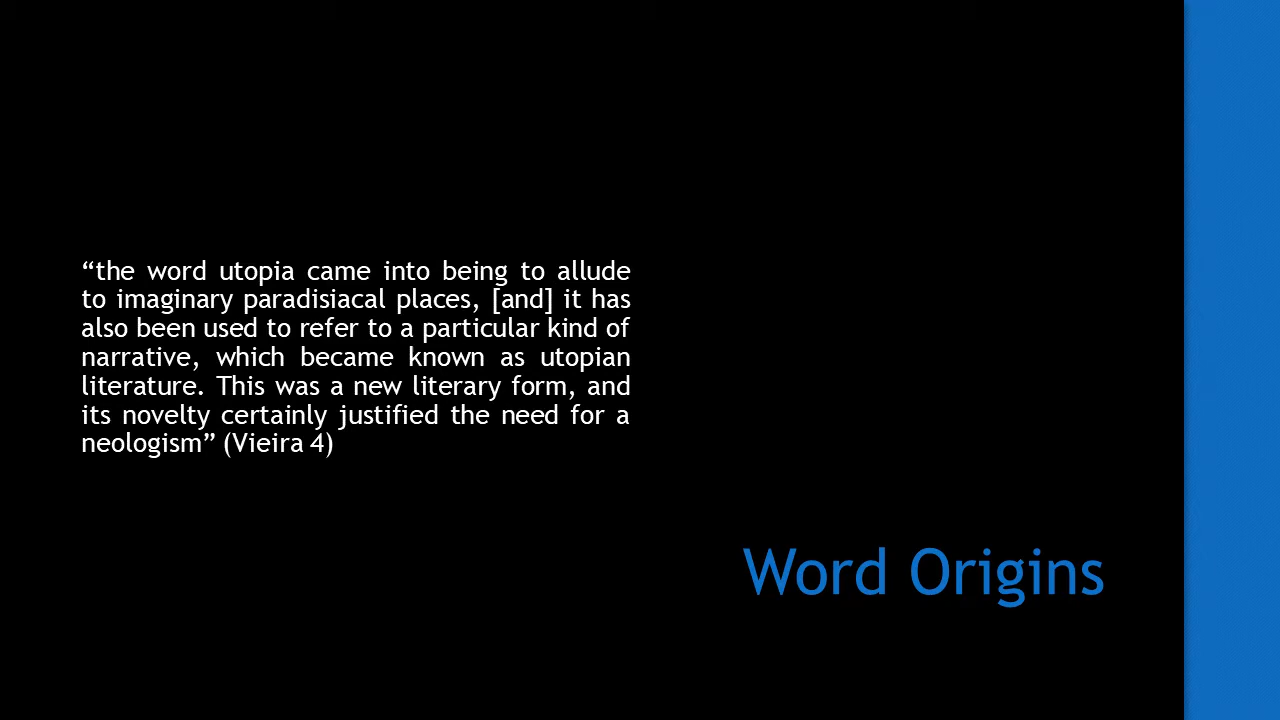 “the word utopia came into being to allude
to imaginary paradisiacal places, [and] it has
also been used to refer to a particular kind of
narrative, which became known as utopian
literature. This was a new literary form, and
its novelty certainly justified the need for a
neologism” (Vieira 4)
Word Origins